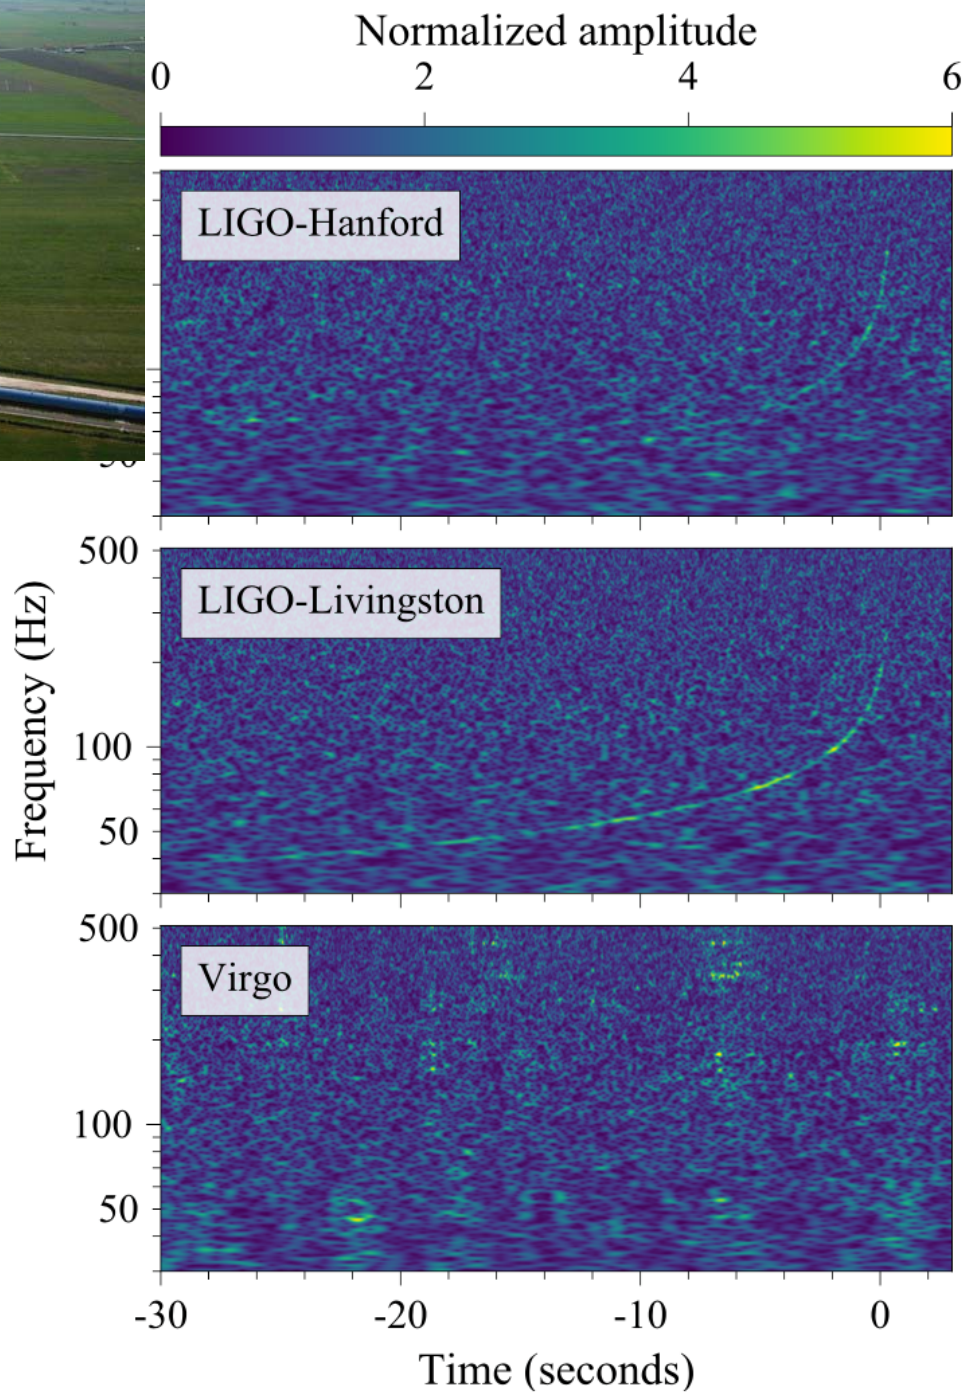 Normalized amplitude
0 2 4 6
LIGO-Hanford
500
LIGO-Livingston
100
50
Frequency (Hz)
500
Virgo
100
50
-30 -20 -10 0
Time (seconds)